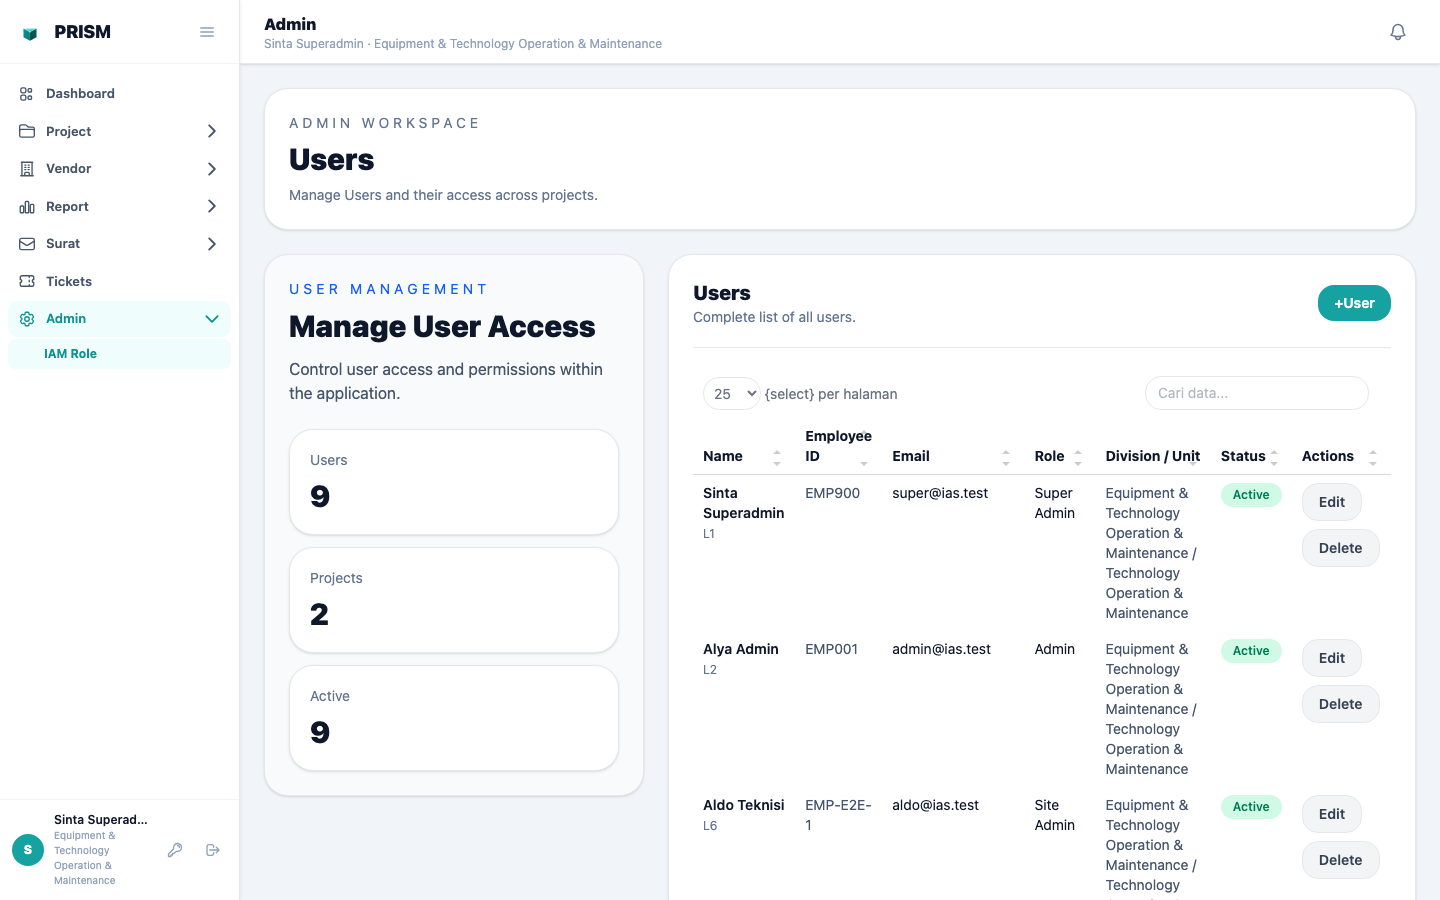 PRISM
Dashboard
Project
Vendor
Report
Surat
Tickets
Admin
IAM Role
Sinta Superad...
Equipment &
Technology
Operation &
Maintenance
S
Admin
Sinta Superadmin · Equipment & Technology Operation & Maintenance
ADMIN WORKSPACE
Users
Manage Users and their access across projects.
USER MANAGEMENT
Manage User Access
Control user access and permissions within
the application.
Users
9
Projects
2
Active
9
Users
Complete list of all users.
+User
25 {select} per halaman
Cari data...
Name Employee ID Email Role Division / Unit Status Actions
Sinta
Superadmin
L1
EMP900
super@ias.test
Super
Admin
Equipment &
Technology
Operation &
Maintenance /
Technology
Operation &
Maintenance
Active
Edit
Delete
Alya Admin
L2
EMP001
admin@ias.test
Admin
Equipment &
Technology
Operation &
Maintenance /
Technology
Operation &
Maintenance
Active
Edit
Delete
Aldo Teknisi
L6
EMP-E2E-
1
aldo@ias.test
Site
Admin
Equipment &
Technology
Operation &
Maintenance /
Technology
Active
Edit
Delete